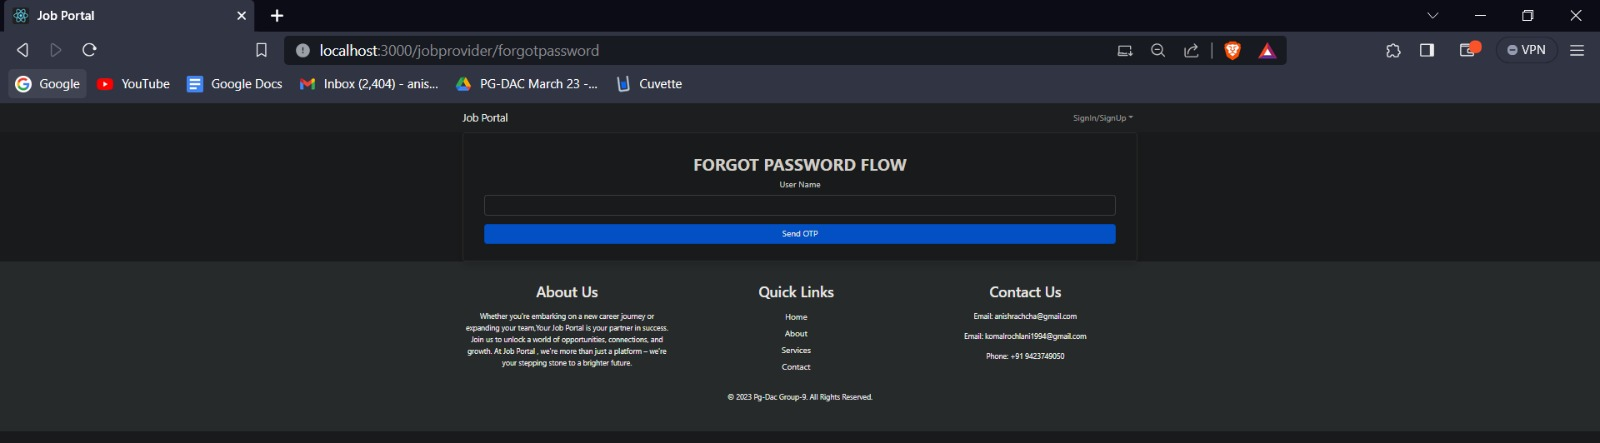 Job Portal
localhost:3000/jobprovider/forgotpassword
VPN
Google
YouTube
Google Docs
Inbox (2,404) - anis...
PG-DAC March 23 -...
Cuvette
Job Portal
SignIn/SignUp
FORGOT PASSWORD FLOW
User Name
Send OTP
About Us
Whether you're embarking on a new career journey or
expanding your team,Your Job Portal is your partner in success.
Join us to unlock a world of opportunities, connections, and
growth. At Job Portal , we're more than just a platform – we're
your stepping stone to a brighter future.
Quick Links
Home
About
Services
Contact
Contact Us
Email: anishrachcha@gmail.com
Email: komalrochlani1994@gmail.com
Phone: +91 9423749050
© 2023 Pg-Dac Group-9. All Rights Reserved.